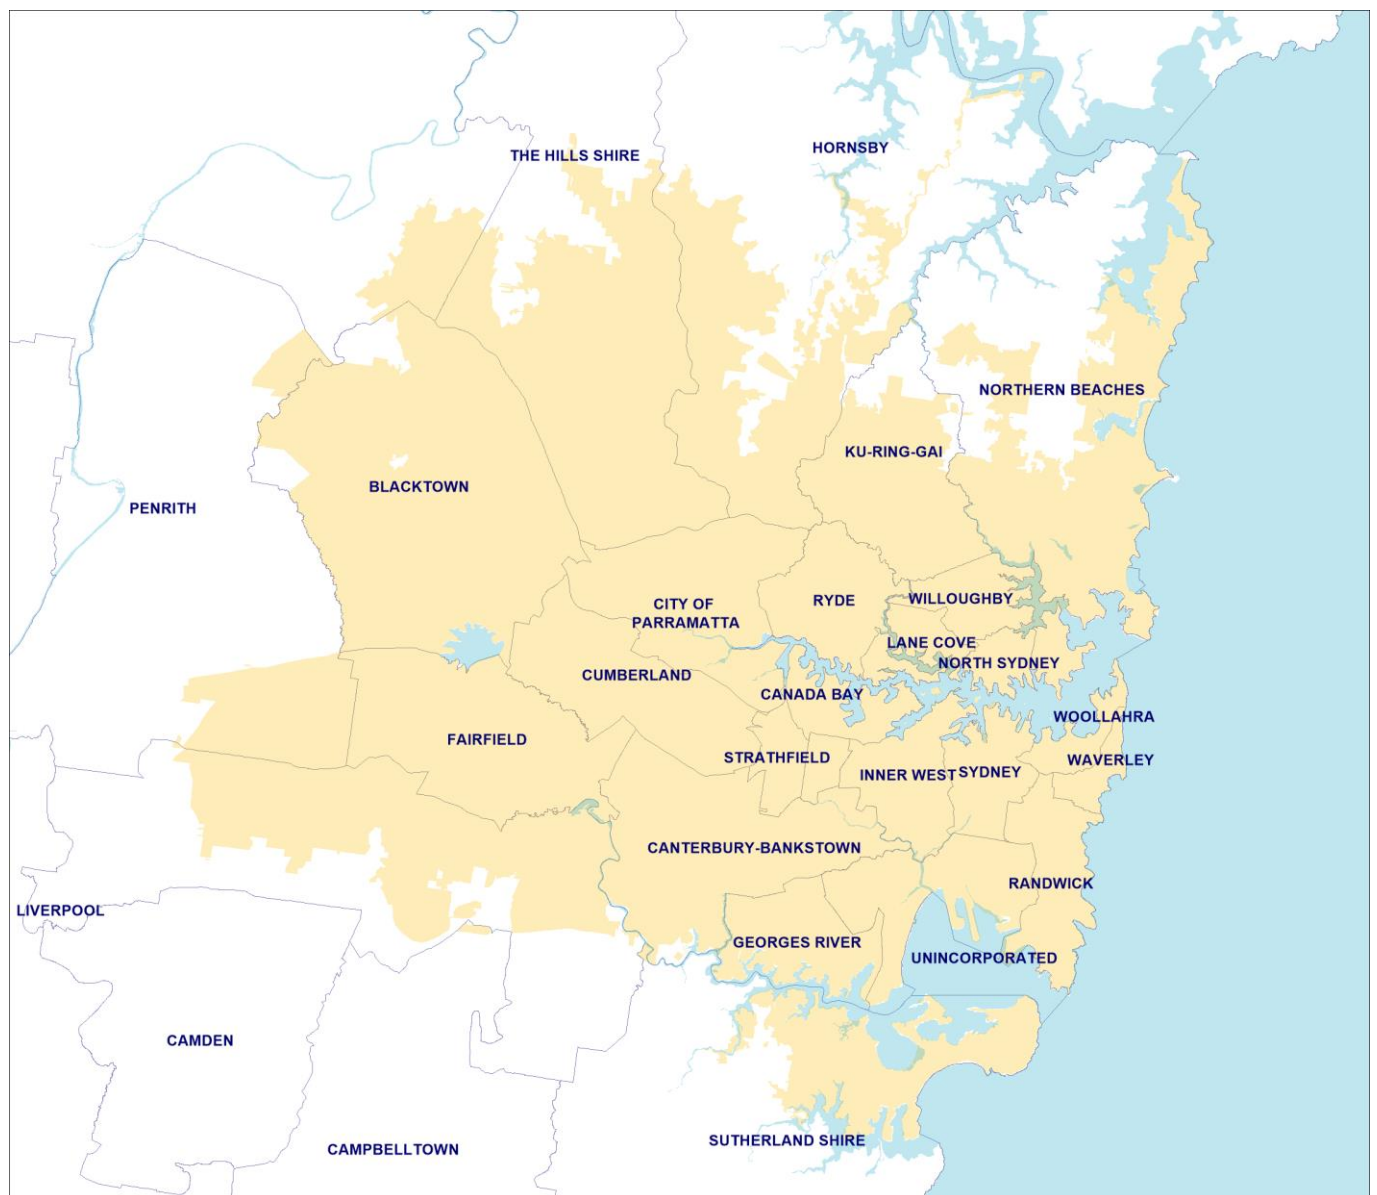 HORNSBY
THE HILLS SHIRE
NORTHERN BEACHES
KU-RING-GAI
BLACKTOWN
PENRITH
WILLOUGHBY
RYDE
CITY OF
PARRAMATTA
LANE COVE
NORTH SYDNEY
CUMBERLAND
CANADA BAY
WOOLLAHRA
FAIRFIELD
STRATHFIELD
WAVERLEY
INNER WEST
SYDNEY
CANTERBURY-BANKSTOWN
RANDWICK
LIVERPOOL
GEORGES RIVER
UNINCORPORATED
CAMDEN
SUTHERLAND SHIRE
CAMPBELLTOWN